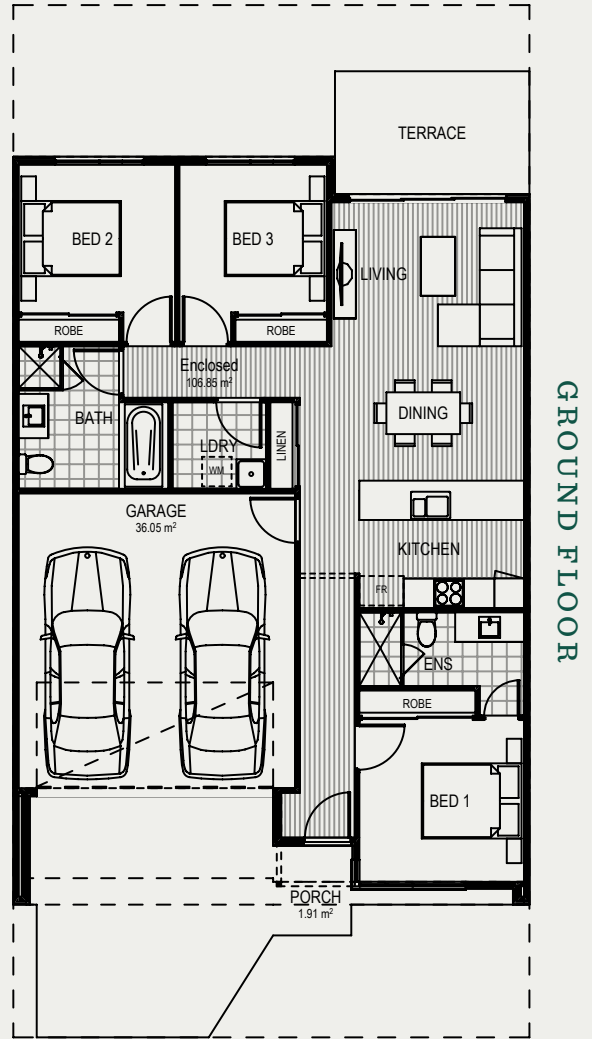 TERRACE
BED 2
BED 3
LIVING
ROBE
ROBE
Enclosed
106.85 m²
BATH
LDRY
WM
LINEN
DINING
GARAGE
36.05 m²
KITCHEN
FR
ENS
ROBE
BED 1
PORCH
1.91 m²
GROUND FLOOR